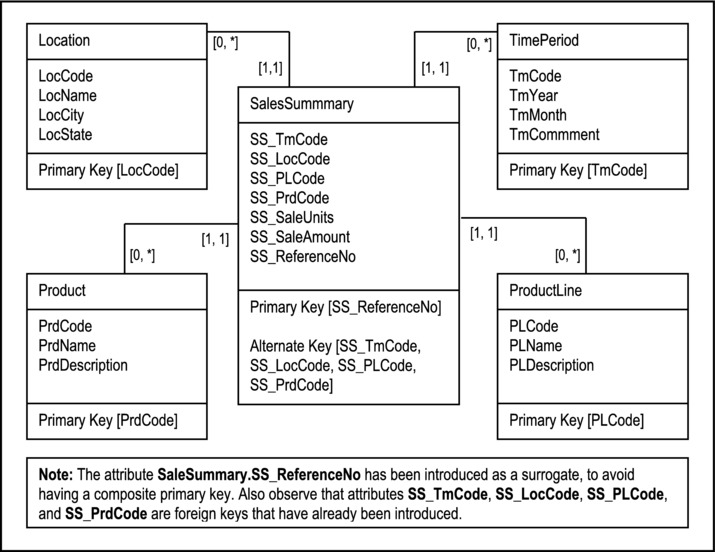 Location
LocCode
LocName
LocCity
LocState
Primary Key [LocCode]
[0, *]
[1,1]
SalesSummmary
SS_TmCode
SS_LocCode
SS_PLCode
SS_PrdCode
SS_SaleUnits
SS_SaleAmount
SS_ReferenceNo
Primary Key [SS_ReferenceNo]
Alternate Key [SS_TmCode,
SS_LocCode, SS_PLCode,
SS_PrdCode]
[0, *]
[1, 1]
TimePeriod
TmCode
TmYear
TmMonth
TmCommment
Primary Key [TmCode]
[1, 1]
[0, *]
Product
PrdCode
PrdName
PrdDescription
Primary Key [PrdCode]
[1, 1]
[0, *]
ProductLine
PLCode
PLName
PLDescription
Primary Key [PLCode]
Note: The attribute SaleSummary.SS_ReferenceNo has been introduced as a surrogate, to avoid
having a composite primary key. Also observe that attributes SS_TmCode, SS_LocCode, SS_PLCode,
and SS_PrdCode are foreign keys that have already been introduced.